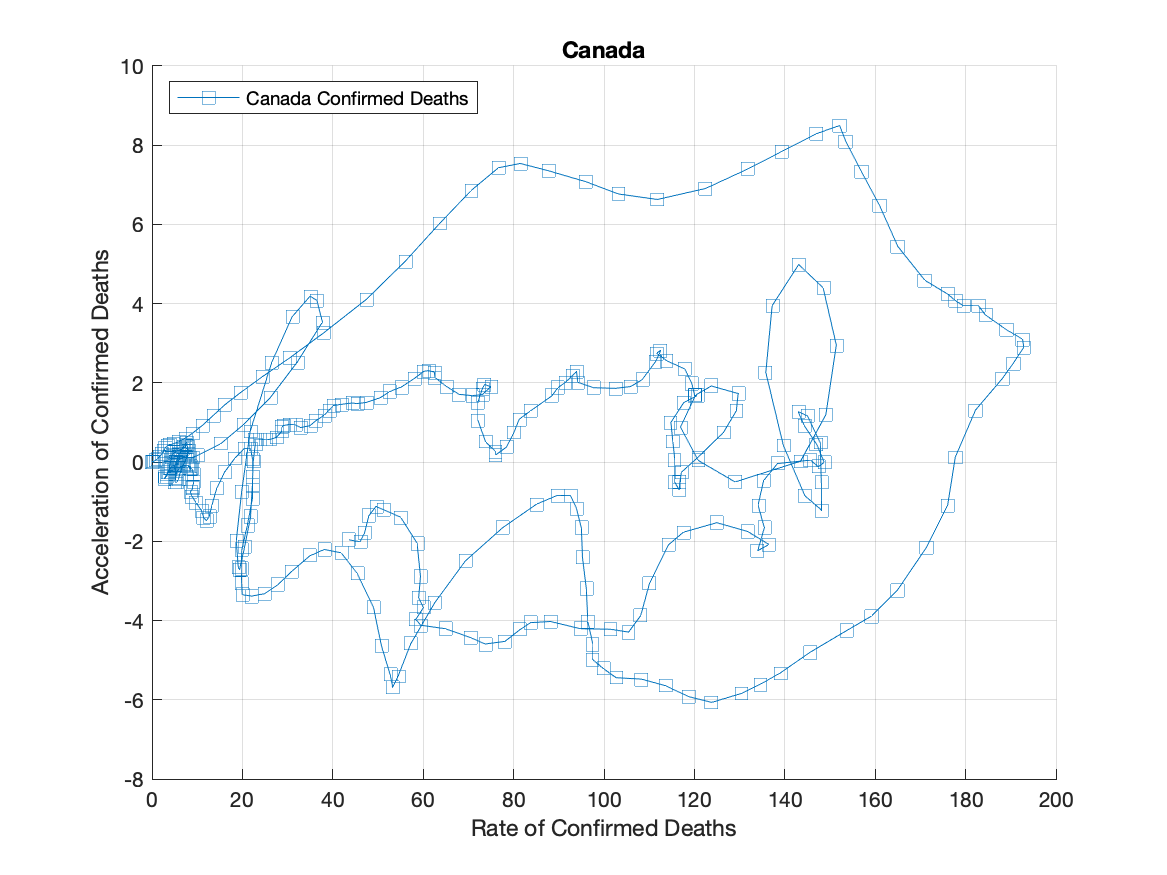 Canada
Canada Confirmed Deaths
10
8
6
4
2
0
-2
-4
-6
-8
Acceleration of Confirmed Deaths
0 20 40 60 80 100 120 140 160 180 200
Rate of Confirmed Deaths